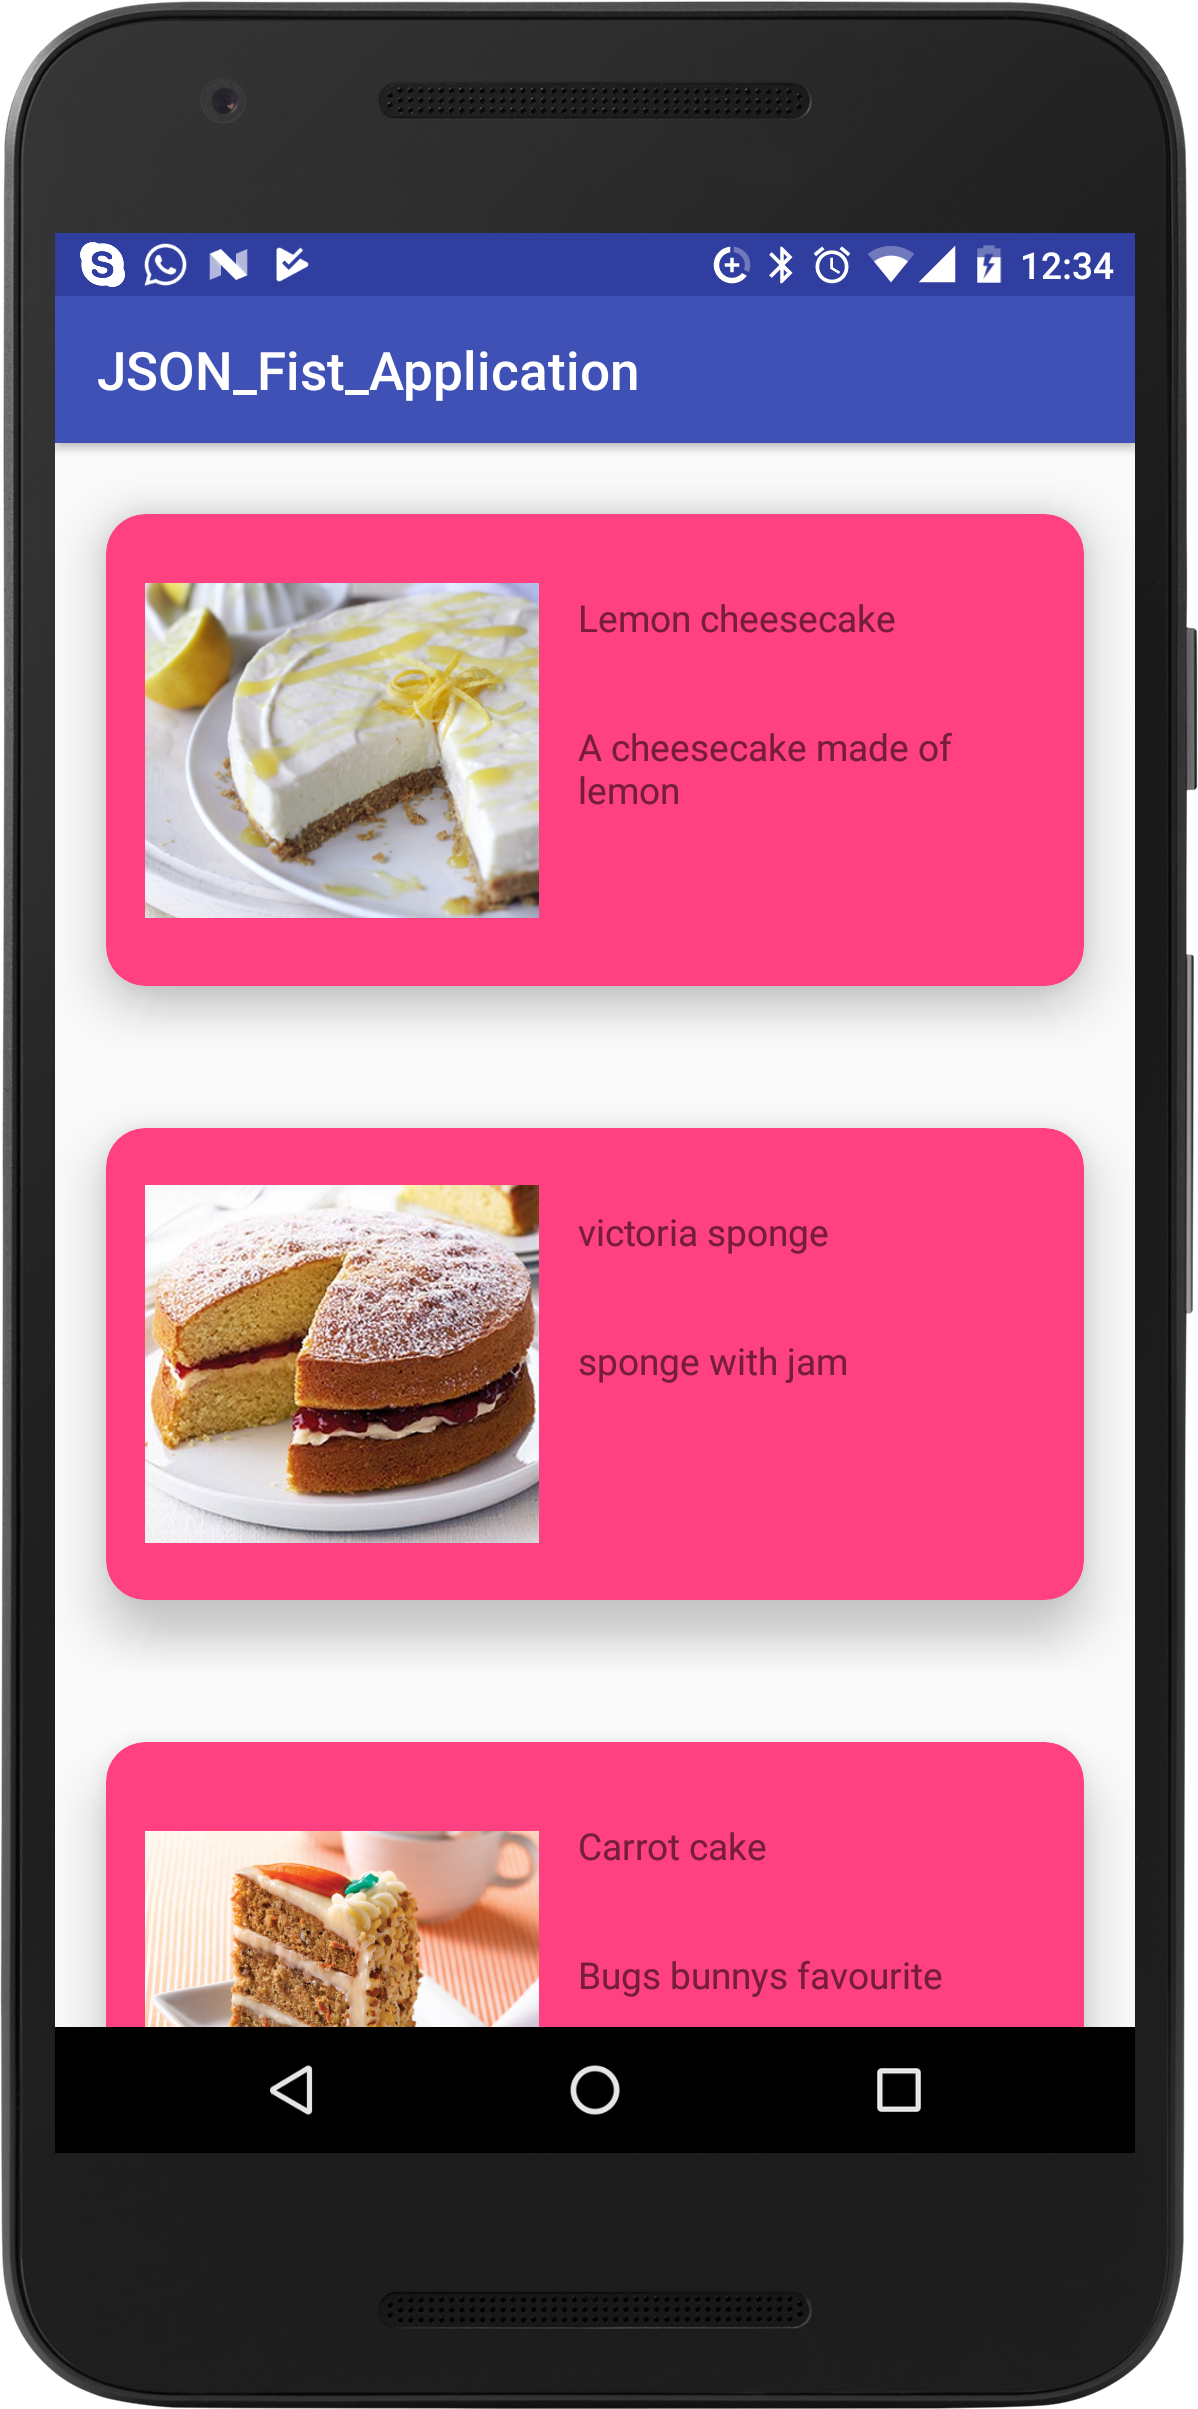 12:34
JSON_Fist_Application
Lemon cheesecake
A cheesecake made of
lemon
victoria sponge
sponge with jam
Carrot cake
Bugs bunnys favourite